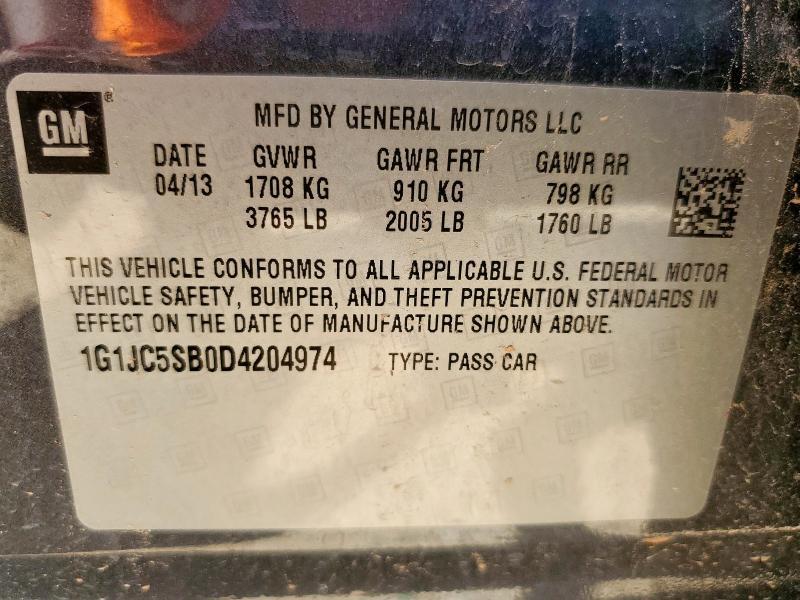 GM ®
MFD BY GENERAL MOTORS LLC
DATE GVWR GAWR FRT GAWR RR
04/13 1708 KG 910 KG 798 KG
3765 LB 2005 LB 1760 LB
THIS VEHICLE CONFORMS TO ALL APPLICABLE U.S. FEDERAL MOTOR
VEHICLE SAFETY, BUMPER, AND THEFT PREVENTION STANDARDS IN
EFFECT ON THE DATE OF MANUFACTURE SHOWN ABOVE.
1G1JC5SB0D4204974 TYPE: PASS CAR